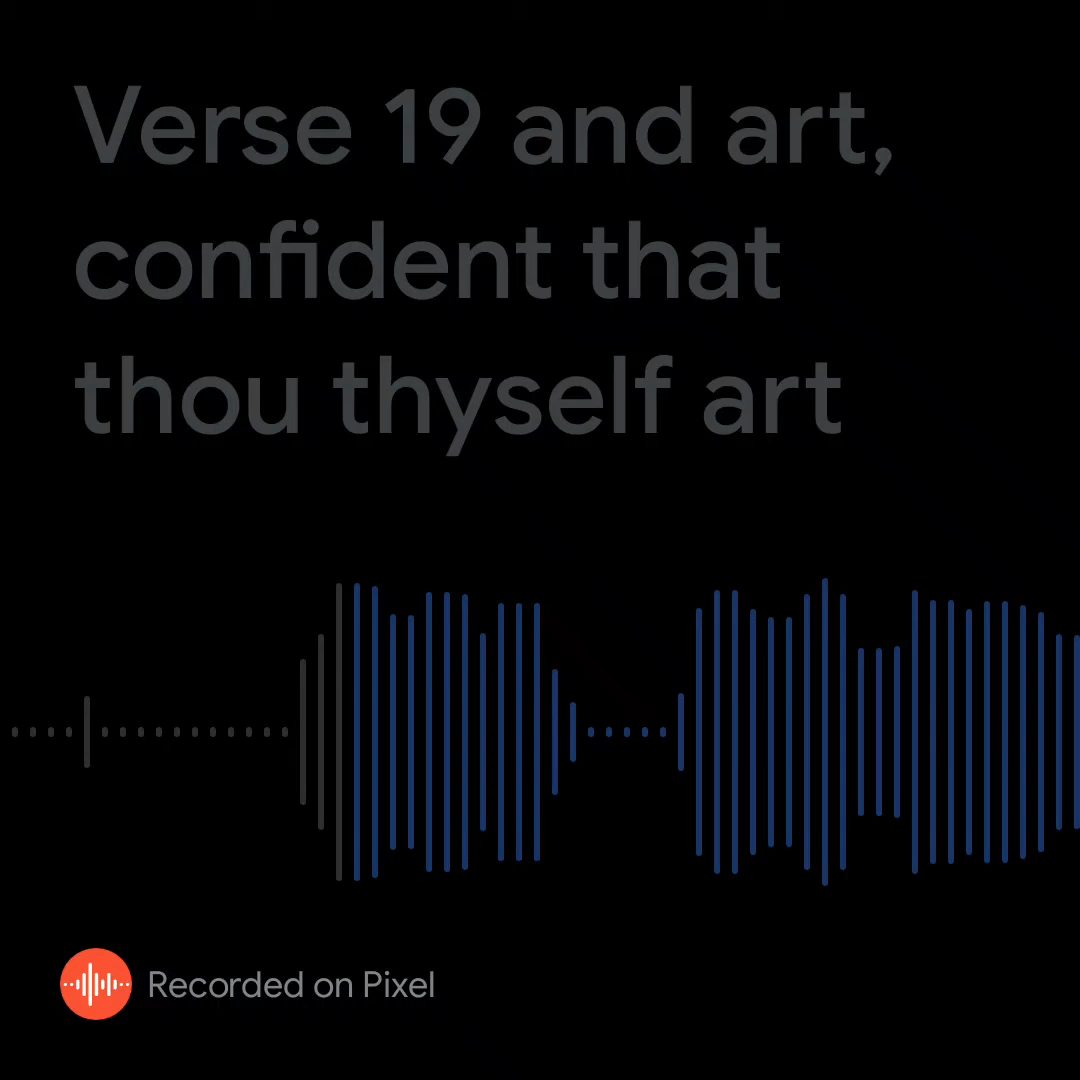 Verse 19 and art,
confident that
thou thyself art
Recorded on Pixel